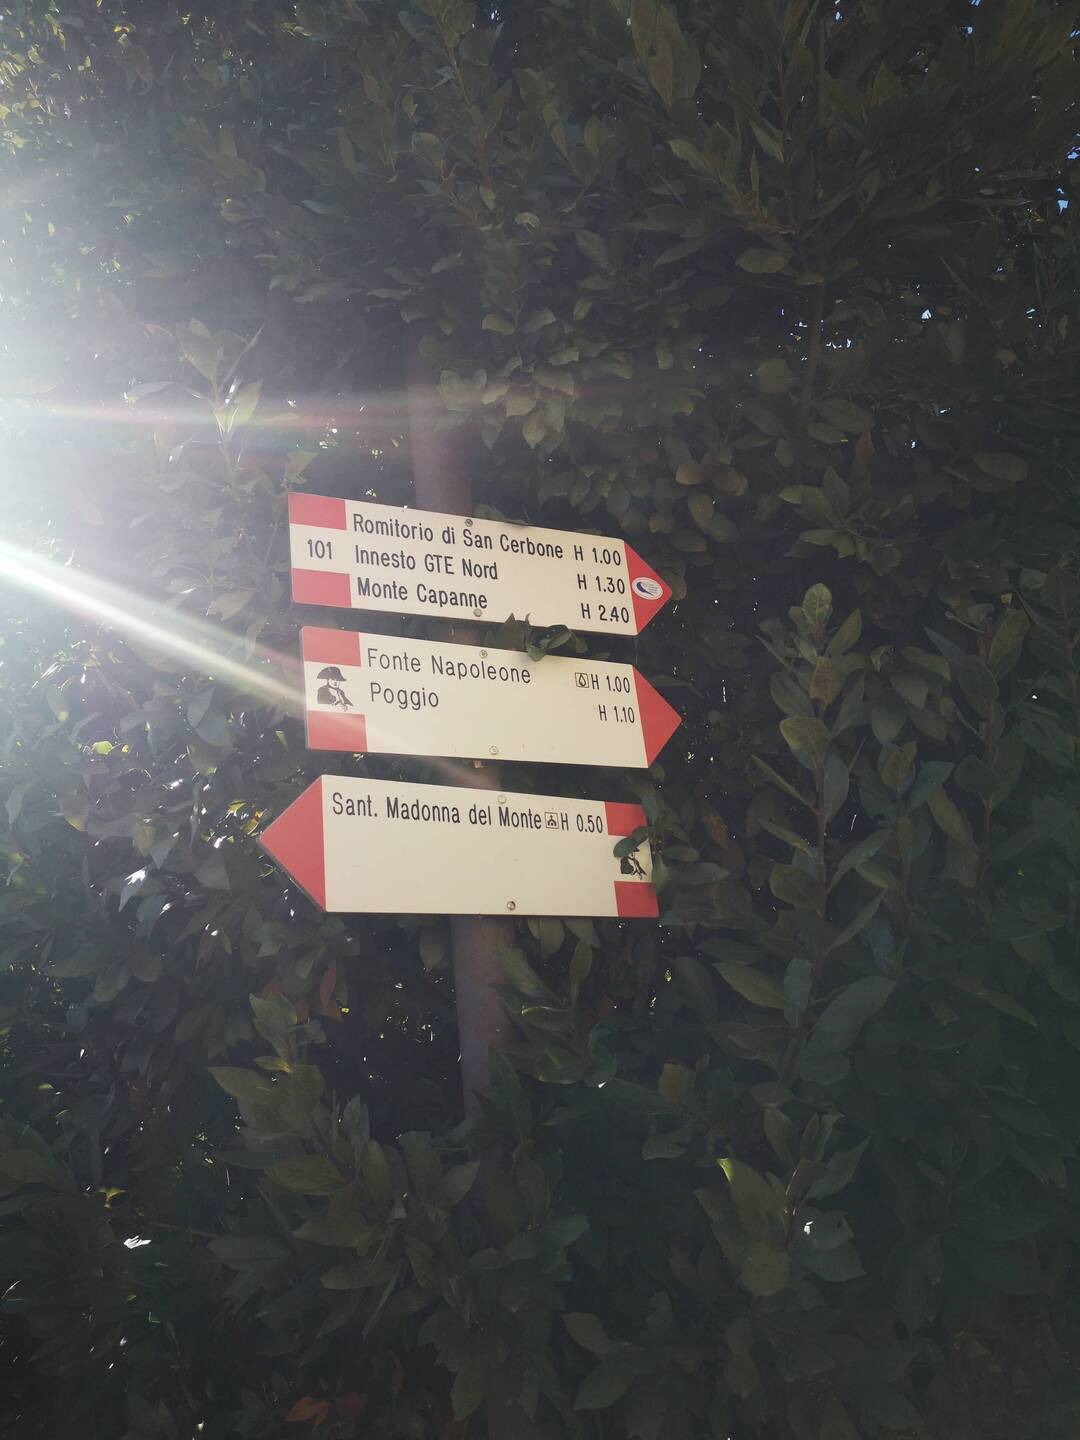 101
Romitorio di San Cerbone H 1.00
Innesto GTE Nord H 1.30
Monte Capanne H 2.40
Fonte Napoleone H 1.00
Poggio H 1.10
Sant. Madonna del Monte H 0.50